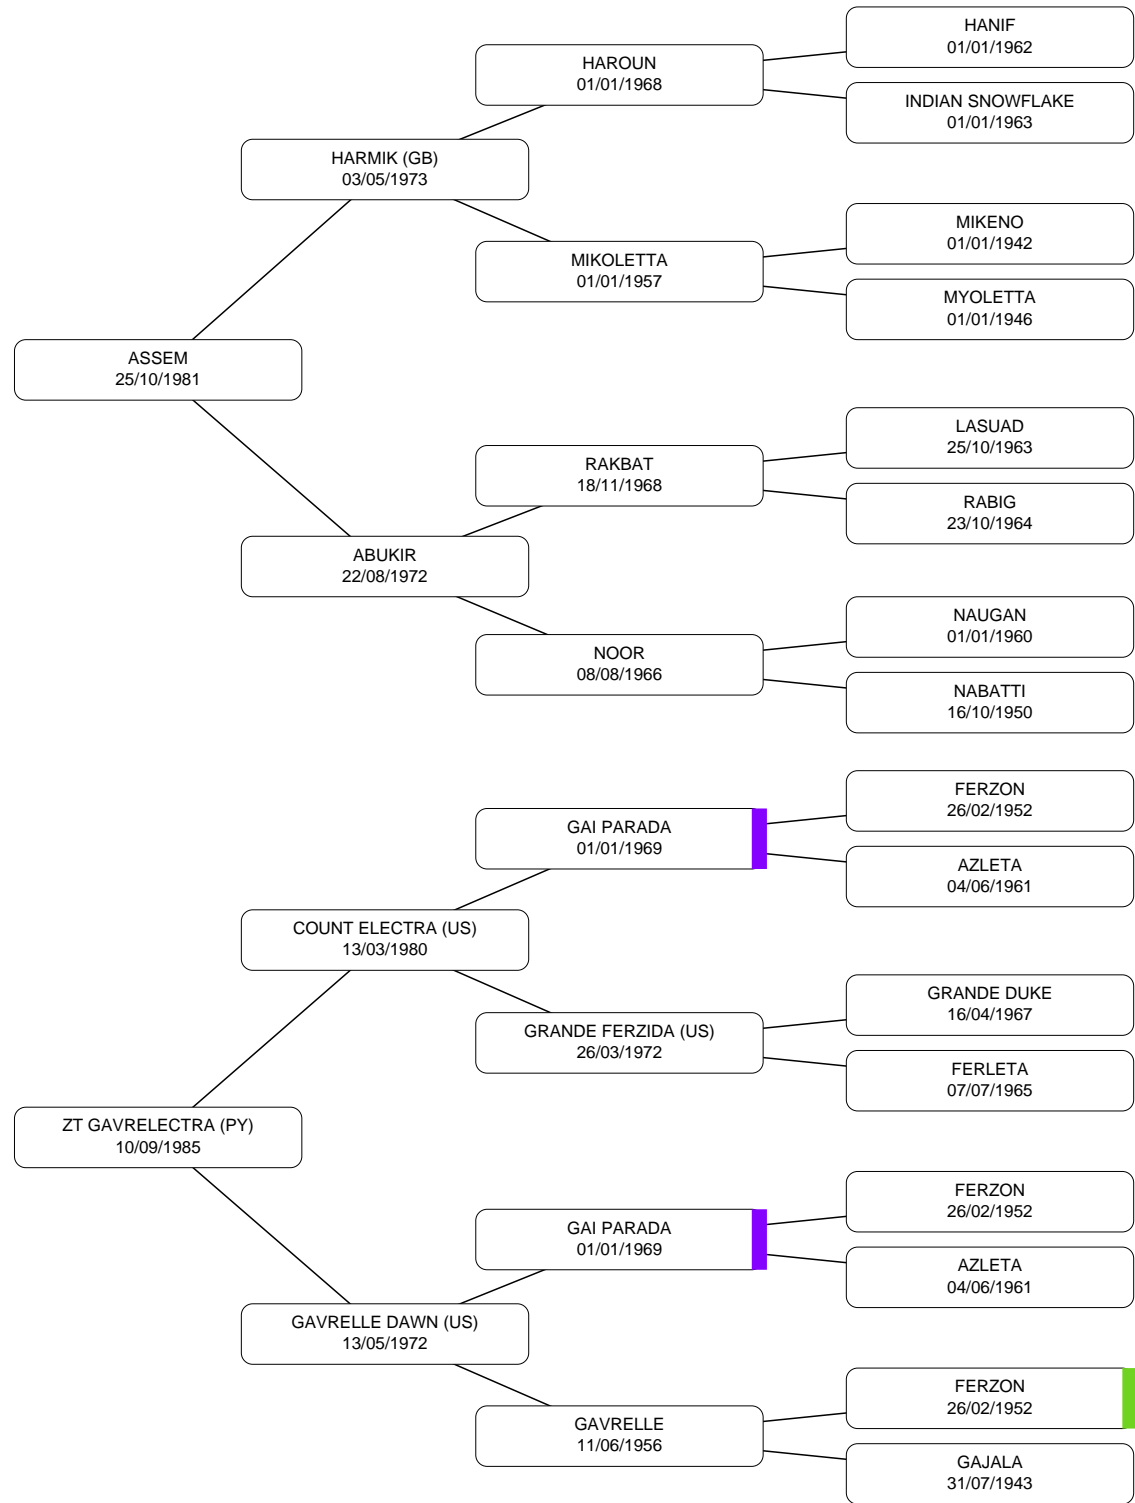 HANIF
01/01/1962
HAROUN
01/01/1968
INDIAN SNOWFLAKE
01/01/1963
HARMIK (GB)
03/05/1973
MIKENO
01/01/1942
MIKOLETTA
01/01/1957
MYOLETTA
01/01/1946
ASSEM
25/10/1981
LASUAD
25/10/1963
RAKBAT
18/11/1968
RABIG
23/10/1964
ABUKIR
22/08/1972
NAUGAN
01/01/1960
NOOR
08/08/1966
NABATTI
16/10/1950
FERZON
26/02/1952
GAI PARADA
01/01/1969
AZLETA
04/06/1961
COUNT ELECTRA (US)
13/03/1980
GRANDE DUKE
16/04/1967
GRANDE FERZIDA (US)
26/03/1972
FERLETA
07/07/1965
ZT GAVRELECTRA (PY)
10/09/1985
FERZON
26/02/1952
GAI PARADA
01/01/1969
AZLETA
04/06/1961
GAVRELLE DAWN (US)
13/05/1972
FERZON
26/02/1952
GAVRELLE
11/06/1956
GAJALA
31/07/1943